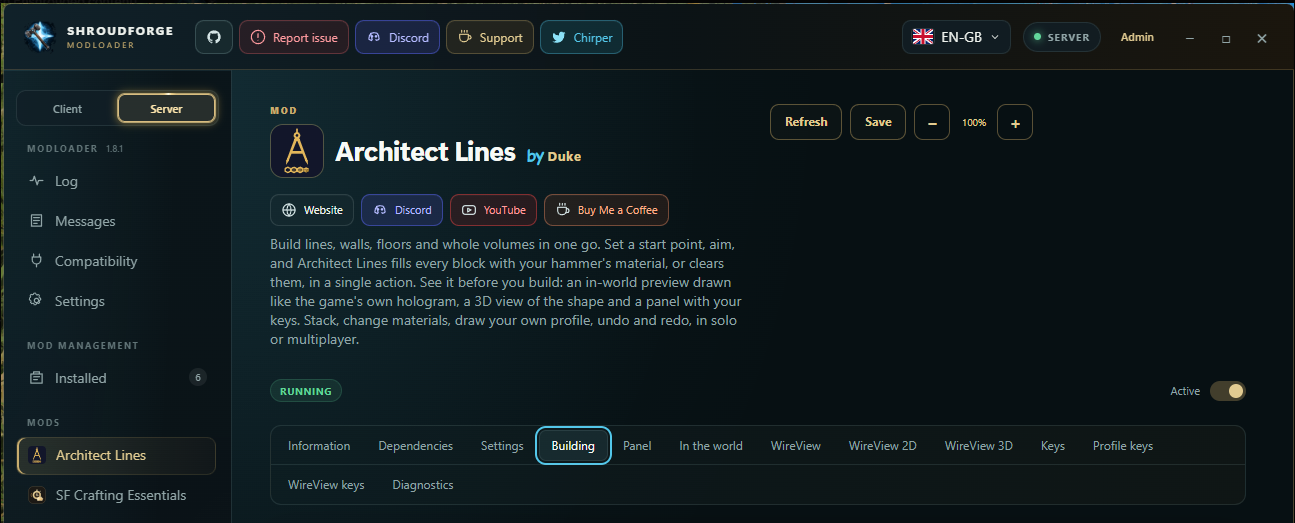 SHROUDFORGE
MODLOADER
Report issue
Discord
Support
Chirper
EN-GB
SERVER
Admin
Client
Server
MODLOADER 1.8.1
Log
Messages
Compatibility
Settings
MOD MANAGEMENT
Installed 6
MODS
Architect Lines
SF Crafting Essentials
MOD
Architect Lines by Duke
Refresh
Save
−
100%
+
Website
Discord
YouTube
Buy Me a Coffee
Build lines, walls, floors and whole volumes in one go. Set a start point, aim,
and Architect Lines fills every block with your hammer's material, or clears
them, in a single action. See it before you build: an in-world preview drawn
like the game's own hologram, a 3D view of the shape and a panel with your
keys. Stack, change materials, draw your own profile, undo and redo, in solo
or multiplayer.
RUNNING
Active
Information
Dependencies
Settings
Building
Panel
In the world
WireView
WireView 2D
WireView 3D
Keys
Profile keys
WireView keys
Diagnostics